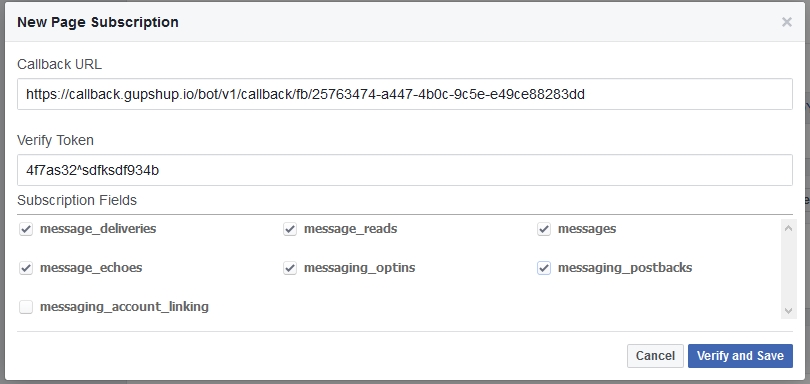 New Page Subscription
Callback URL
https://callback.gupshup.io/bot/v1/callback/fb/25763474-a447-4b0c-9c5e-e49ce88283dd
Verify Token
4f7as32^sdfksdf934b
Subscription Fields
message_deliveries message_reads messages
message_echoes messaging_optins messaging_postbacks
messaging_account_linking
Cancel Verify and Save